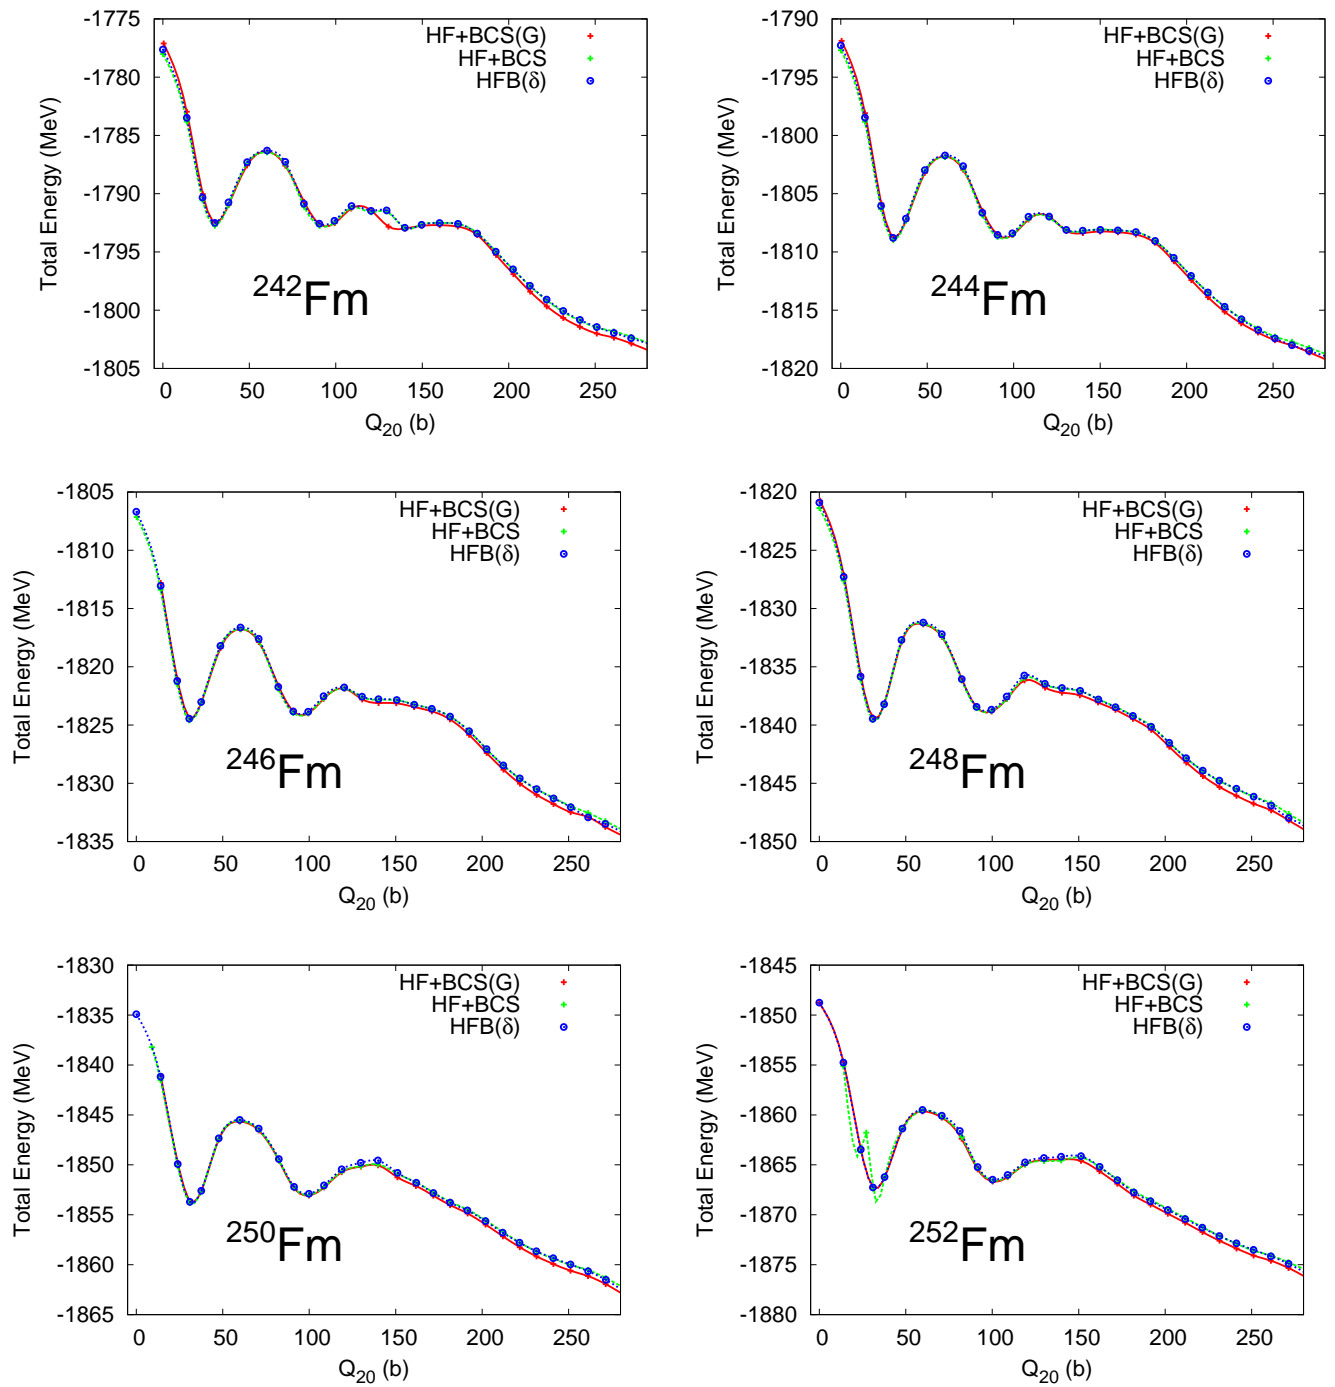 -1775
-1780
-1785
-1790
-1795
-1800
-1805
0 50 100 150 200 250
Total Energy (MeV)
Q20 (b)
HF+BCS(G)
HF+BCS
HFB(δ)
242Fm
-1790
-1795
-1800
-1805
-1810
-1815
-1820
0 50 100 150 200 250
Total Energy (MeV)
Q20 (b)
HF+BCS(G)
HF+BCS
HFB(δ)
244Fm
-1805
-1810
-1815
-1820
-1825
-1830
-1835
0 50 100 150 200 250
Total Energy (MeV)
Q20 (b)
HF+BCS(G)
HF+BCS
HFB(δ)
246Fm
-1820
-1825
-1830
-1835
-1840
-1845
-1850
0 50 100 150 200 250
Total Energy (MeV)
Q20 (b)
HF+BCS(G)
HF+BCS
HFB(δ)
248Fm
-1830
-1835
-1840
-1845
-1850
-1855
-1860
-1865
0 50 100 150 200 250
Total Energy (MeV)
Q20 (b)
HF+BCS(G)
HF+BCS
HFB(δ)
250Fm
-1845
-1850
-1855
-1860
-1865
-1870
-1875
-1880
0 50 100 150 200 250
Total Energy (MeV)
Q20 (b)
HF+BCS(G)
HF+BCS
HFB(δ)
252Fm